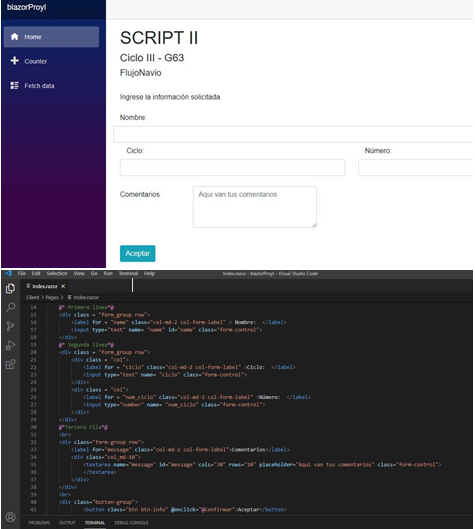 blazorProyI
Home
Counter
Fetch data
SCRIPT II
Ciclo III - G63
FlujoNavio
Ingrese la información solicitada
Nombre:
Ciclo:
Número:
Comentarios
Aqui van tus comentarios
Aceptar
File Edit Selection View Go Run Terminal Help
Index.razor - blazorProyI - Visual Studio Code
Index.razor
Client > Pages > Index.razor
14 @* Primera linea*@
15 <div class = "form_group row">
16 <label for = "name" class="col-md-2 col-form-label" > Nombre: </label>
17 <input type="text" name= "name" id="name" class="form-control">
18 </div>
19 @* Segunda linea*@
20 <div class="form-group row">
21 <div class = "col">
22 <label for = "ciclo" class="col-md-2 col-form-label" >Ciclo: </label>
23 <input type= "text" name= "ciclo" class="form-control">
24 </div>
25 <div class = "col">
26 <label for = "num_ciclo" class="col-md-2 col-form-label" >Número: </label>
27 <input type="number" name= "num_ciclo" class="form-control">
28 </div>
29 </div>
30 @*Tercera Fila*@
31 <br>
32 <div class="form-group row">
33 <label for="message" class="col-md-2 col-form-label">Comentarios</label>
34 <div class="col_md-10">
35 <textarea name="message" id="message" cols="30" rows="10" placeholder="Aqui van tus comentarios" class="form-control">
36 </textarea>
37 </div>
38 </div>
39 <br>
40 <div class="button-group">
41 <button class="btn btn-info" @onclick="@Confirmar">Aceptar</button>
PROBLEMS OUTPUT TERMINAL DEBUG CONSOLE